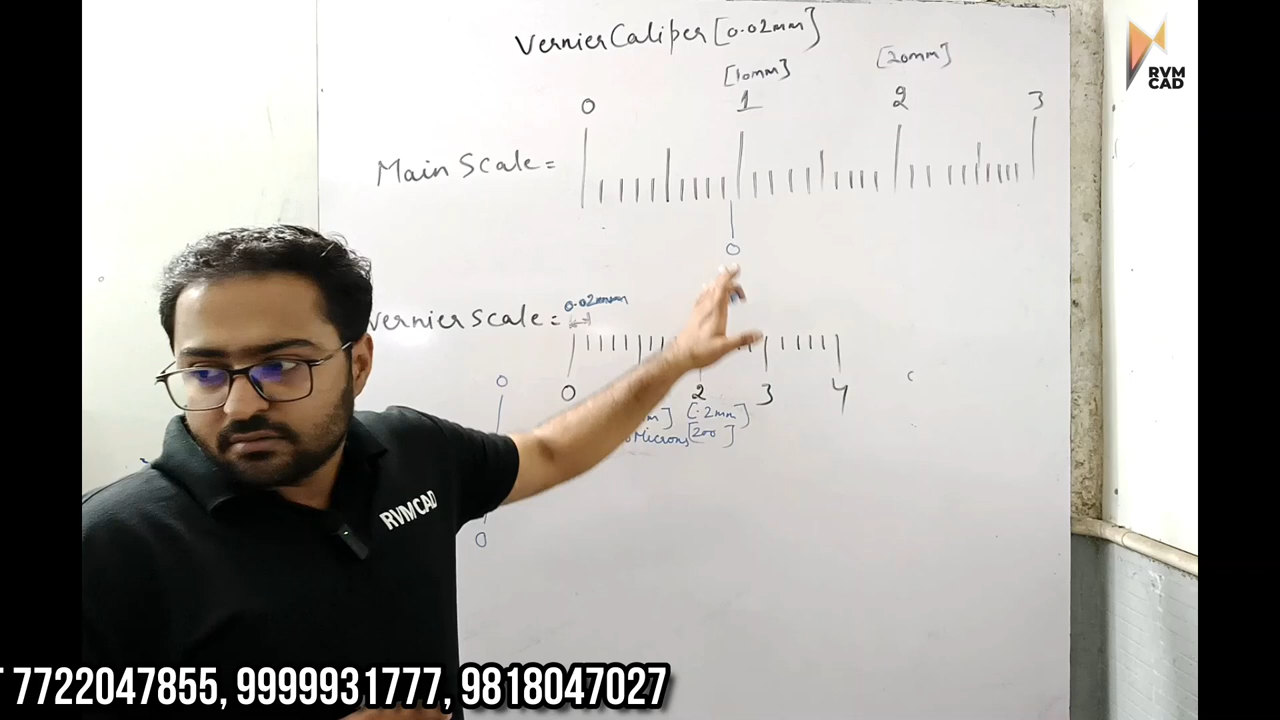 Vernier Caliper [0.02mm]
[10mm] [20mm]
0 1 2 3
Main Scale =
0
0.02mm
Vernier Scale =
0 2 3 4
0
m] [.2mm]
Microns [200]
0
RVM
CAD
RVMCAD
7722047855, 9999931777, 9818047027